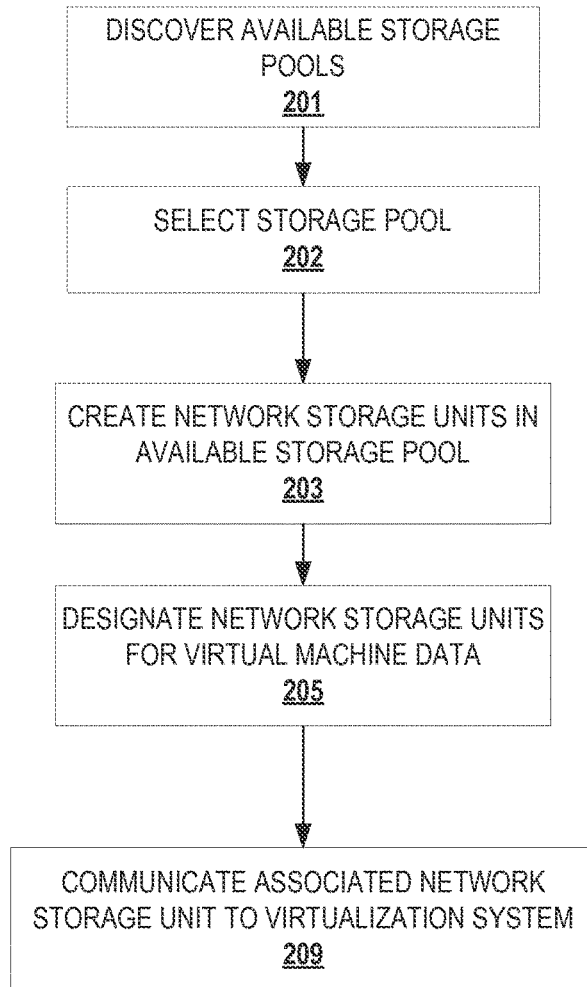 DISCOVER AVAILABLE STORAGE
POOLS
201
SELECT STORAGE POOL
202
CREATE NETWORK STORAGE UNITS IN
AVAILABLE STORAGE POOL
203
DESIGNATE NETWORK STORAGE UNITS
FOR VIRTUAL MACHINE DATA
205
COMMUNICATE ASSOCIATED NETWORK
STORAGE UNIT TO VIRTUALIZATION SYSTEM
209